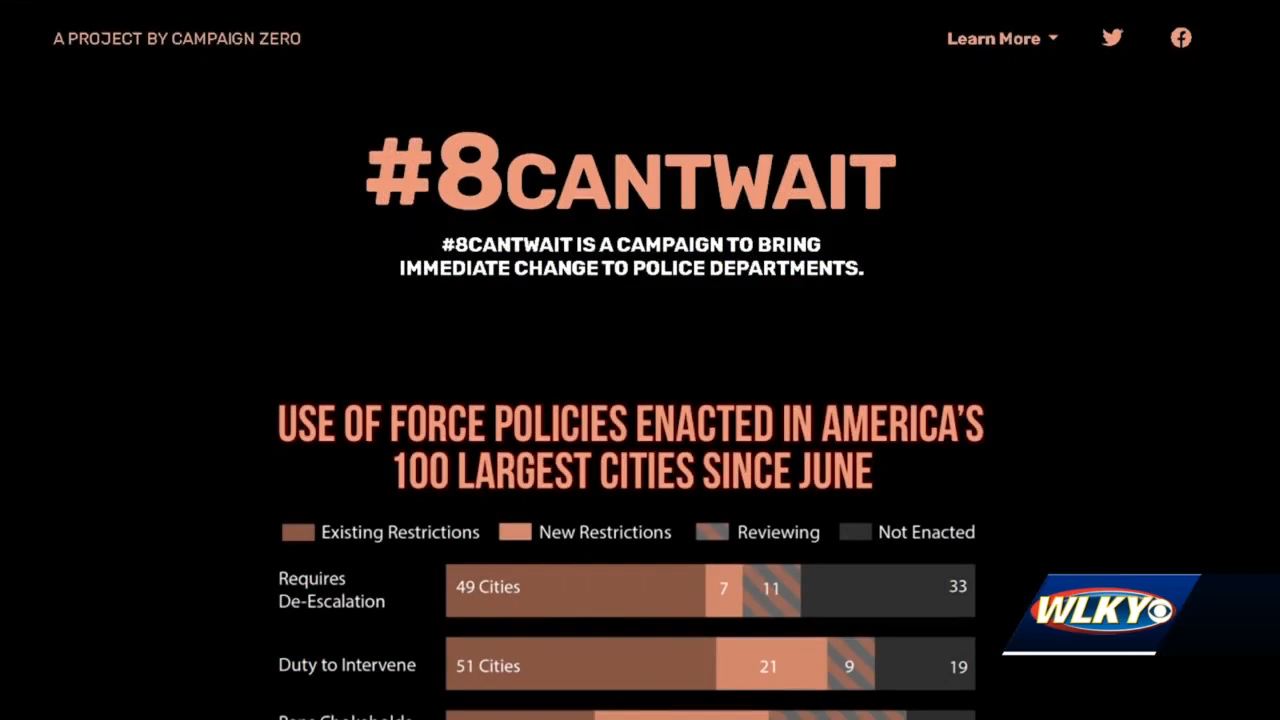 A PROJECT BY CAMPAIGN ZERO
Learn More
#8CANTWAIT
#8CANTWAIT IS A CAMPAIGN TO BRING
IMMEDIATE CHANGE TO POLICE DEPARTMENTS.
USE OF FORCE POLICIES ENACTED IN AMERICA'S
100 LARGEST CITIES SINCE JUNE
Existing Restrictions
New Restrictions
Reviewing
Not Enacted
Requires
De-Escalation
49 Cities
7
11
33
Duty to Intervene
51 Cities
21
9
19
WLKY